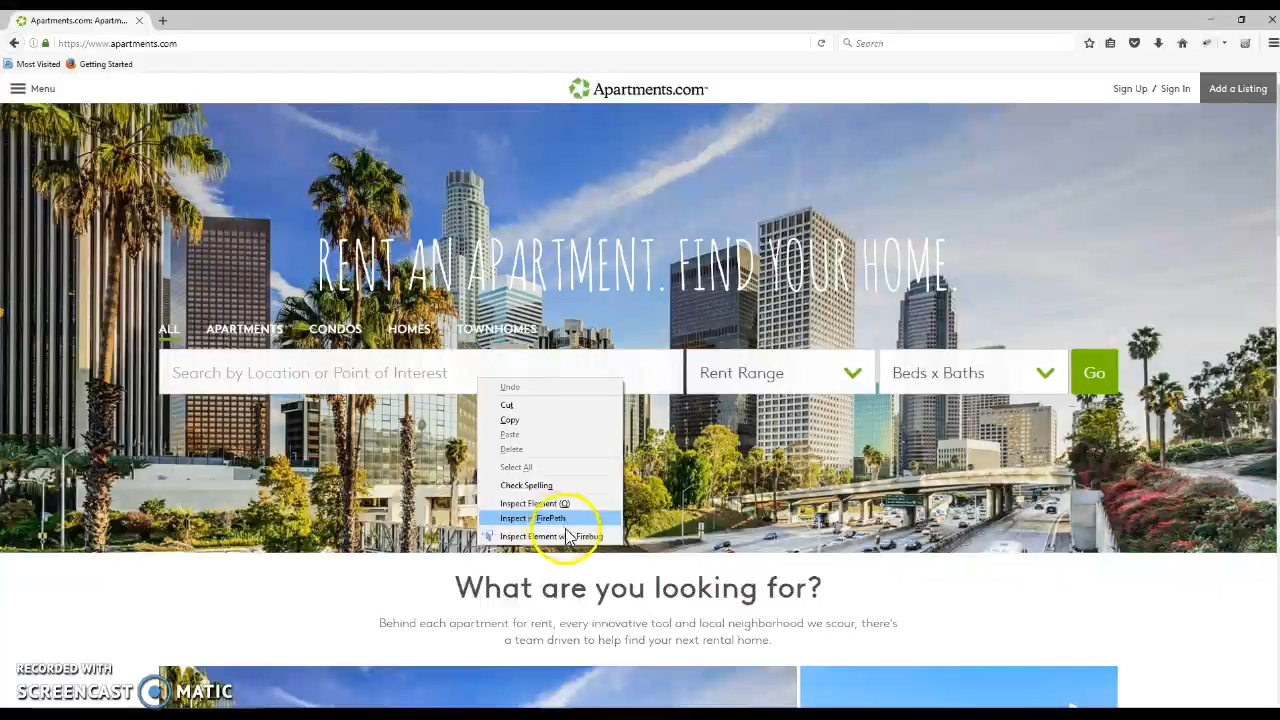 Apartments.com: Apartm...
https://www.apartments.com
Search
Most Visited
Getting Started
Menu
Apartments.com
Sign Up / Sign In
Add a Listing
RENT AN APARTMENT. FIND YOUR HOME.
ALL APARTMENTS CONDOS HOMES TOWNHOMES
Search by Location or Point of Interest
Rent Range
Beds x Baths
Go
Undo
Cut
Copy
Paste
Delete
Select All
Check Spelling
Inspect Element (Q)
Inspect in FirePath
Inspect Element Firebug
What are you looking for?
Behind each apartment for rent, every innovative tool and local neighborhood we scour, there's
a team driven to help find your next rental home.
RECORDED WITH
SCREENCAST MATIC